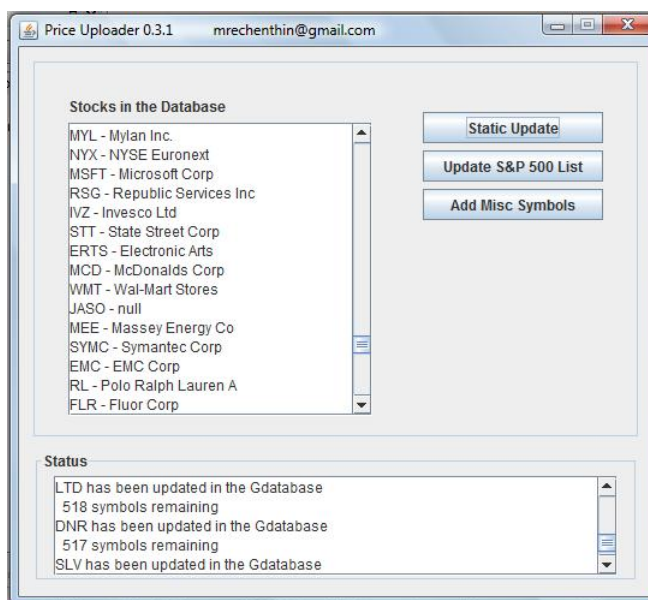 Price Uploader 0.3.1 mrechenthin@gmail.com
Stocks in the Database
MYL - Mylan Inc.
NYX - NYSE Euronext
MSFT - Microsoft Corp
RSG - Republic Services Inc
IVZ - Invesco Ltd
STT - State Street Corp
ERTS - Electronic Arts
MCD - McDonalds Corp
WMT - Wal-Mart Stores
JASO - null
MEE - Massey Energy Co
SYMC - Symantec Corp
EMC - EMC Corp
RL - Polo Ralph Lauren A
FLR - Fluor Corp
Static Update
Update S&P 500 List
Add Misc Symbols
Status
LTD has been updated in the Gdatabase
518 symbols remaining
DNR has been updated in the Gdatabase
517 symbols remaining
SLV has been updated in the Gdatabase